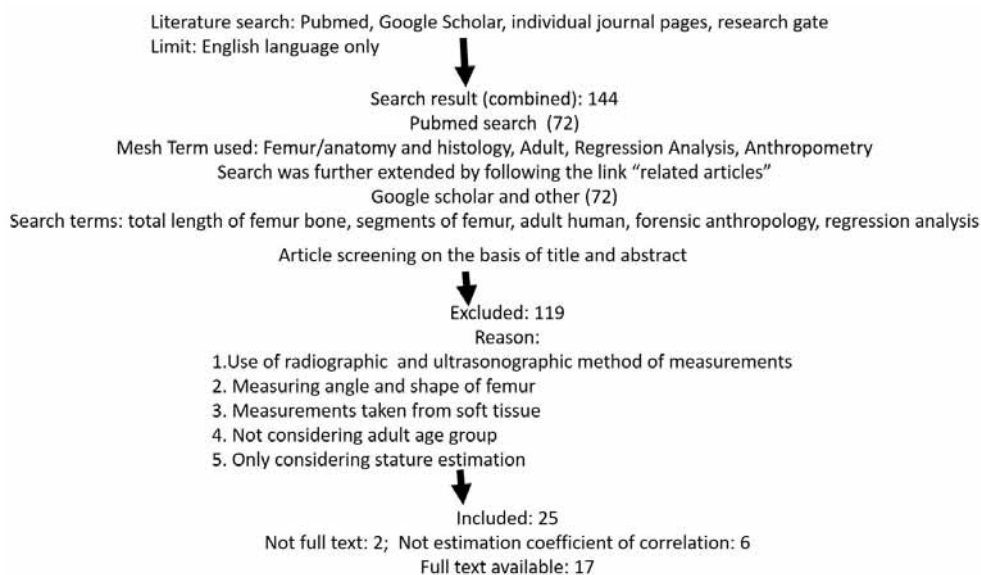 Literature search: Pubmed, Google Scholar, individual journal pages, research gate
Limit: English language only
Search result (combined): 144
Pubmed search (72)
Mesh Term used: Femur/anatomy and histology, Adult, Regression Analysis, Anthropometry
Search was further extended by following the link “related articles”
Google scholar and other (72)
Search terms: total length of femur bone, segments of femur, adult human, forensic anthropology, regression analysis
Article screening on the basis of title and abstract
Excluded: 119
Reason:
1.Use of radiographic and ultrasonographic method of measurements
2. Measuring angle and shape of femur
3. Measurements taken from soft tissue
4. Not considering adult age group
5. Only considering stature estimation
Included: 25
Not full text: 2; Not estimation coefficient of correlation: 6
Full text available: 17